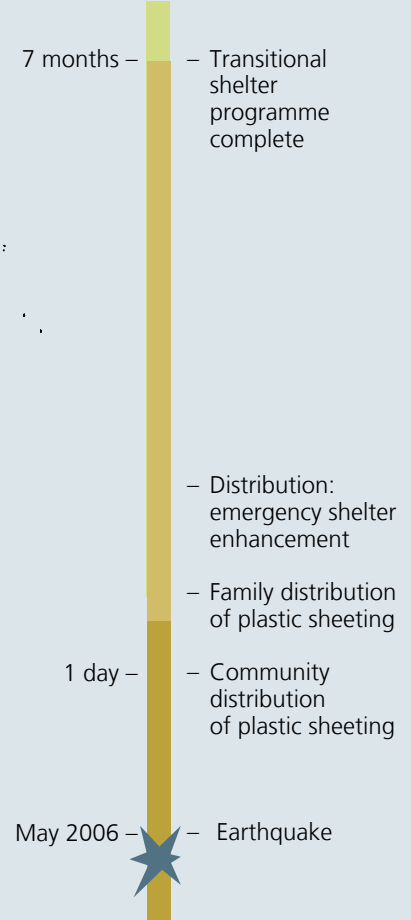 7 months – – Transitional
shelter
programme
complete
– Distribution:
emergency shelter
enhancement
– Family distribution
of plastic sheeting
1 day – – Community
distribution
of plastic sheeting
May 2006 – – Earthquake